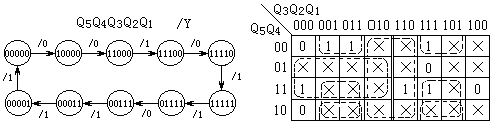 Q5Q4Q3Q2Q1 /Y
/0 /0 /1 /0
00000 10000 11000 11100 11110
/1 /1
00001 00011 00111 01111 11111
/1 /1 /0 /1
Q3Q2Q1
Q5Q4 000 001 011 010 110 111 101 100
00 0 1 1 × × 1 × ×
01 × × × × × 0 × ×
11 1 × × × 1 1 × 0
10 0 × × × × × × ×